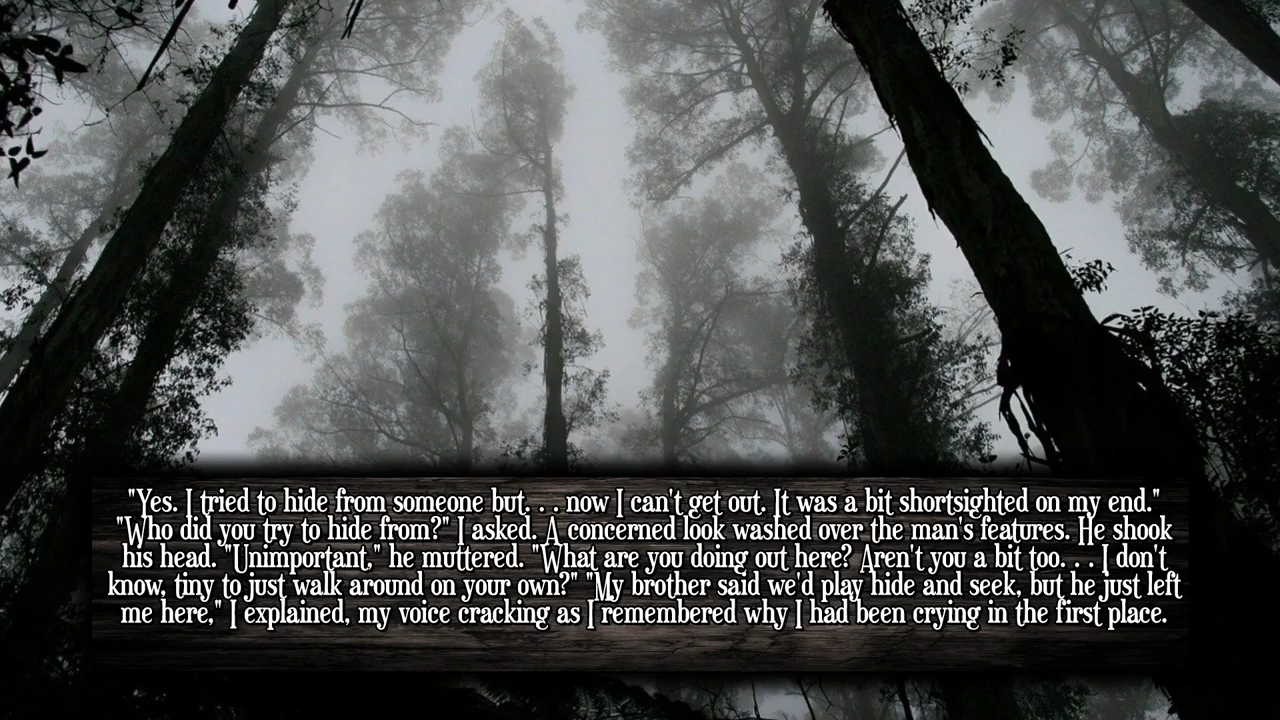 "Yes. I tried to hide from someone but. . . now I can't get out. It was a bit shortsighted on my end."
"Who did you try to hide from?" I asked. A concerned look washed over the man's features. He shook
his head. "Unimportant," he muttered. "What are you doing out here? Aren't you a bit too. . . I don't
know, tiny to just walk around on your own?" "My brother said we'd play hide and seek, but he just left
me here," I explained, my voice cracking as I remembered why I had been crying in the first place.